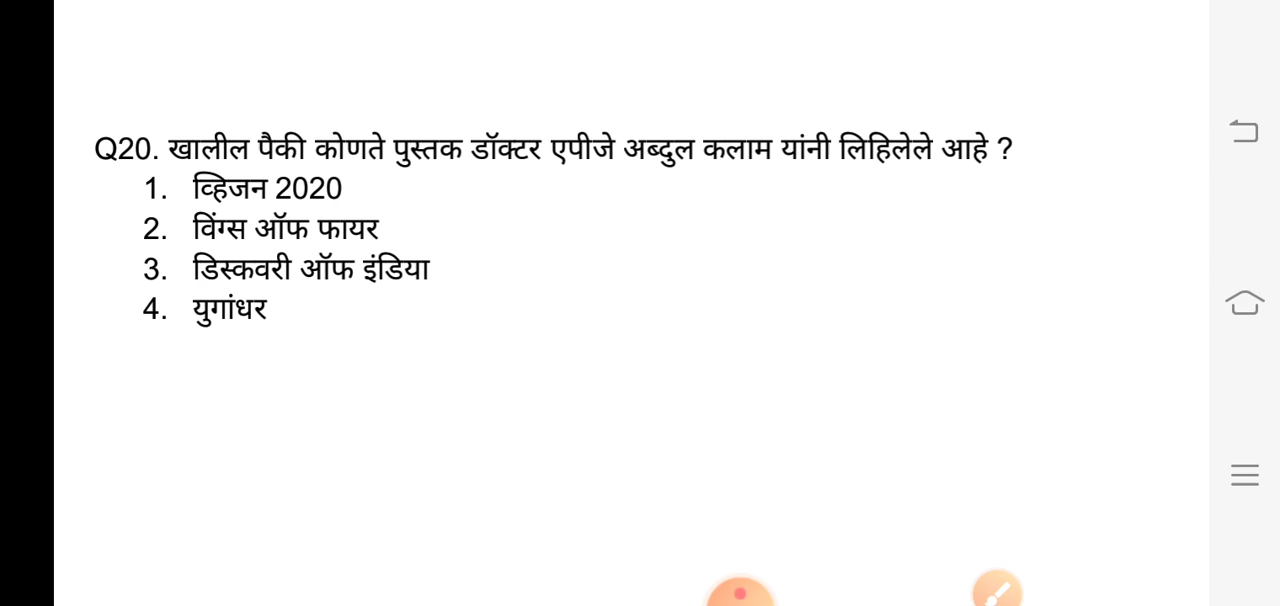 Q20. खालील पैकी कोणते पुस्तक डॉक्टर एपीजे अब्दुल कलाम यांनी लिहिलेले आहे ?
1. व्हिजन 2020
2. विंग्स ऑफ फायर
3. डिस्कवरी ऑफ इंडिया
4. युगांधर